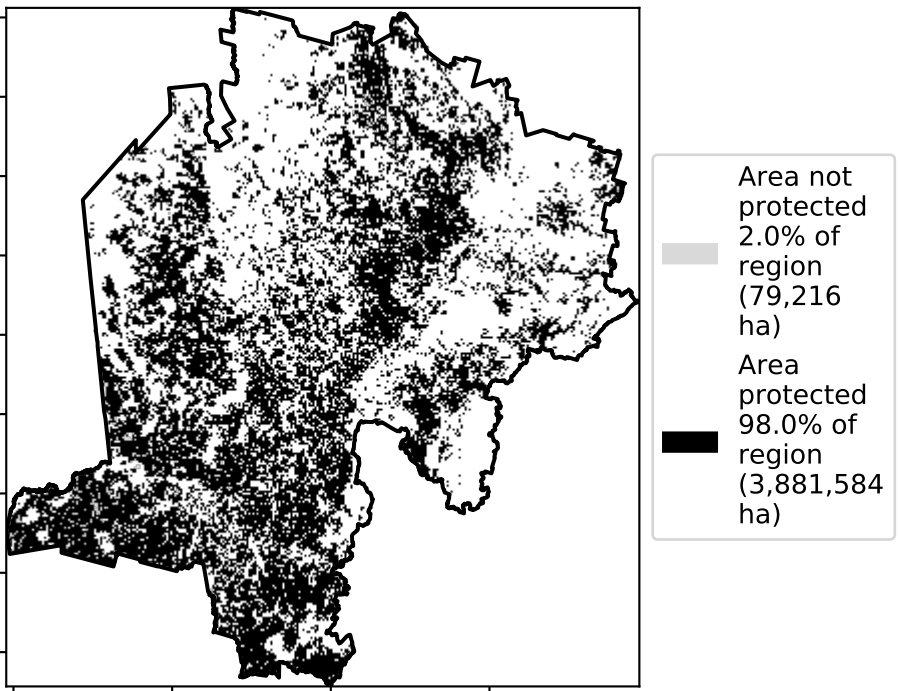 Area not
protected
2.0% of
region
(79,216
ha)
Area
protected
98.0% of
region
(3,881,584
ha)